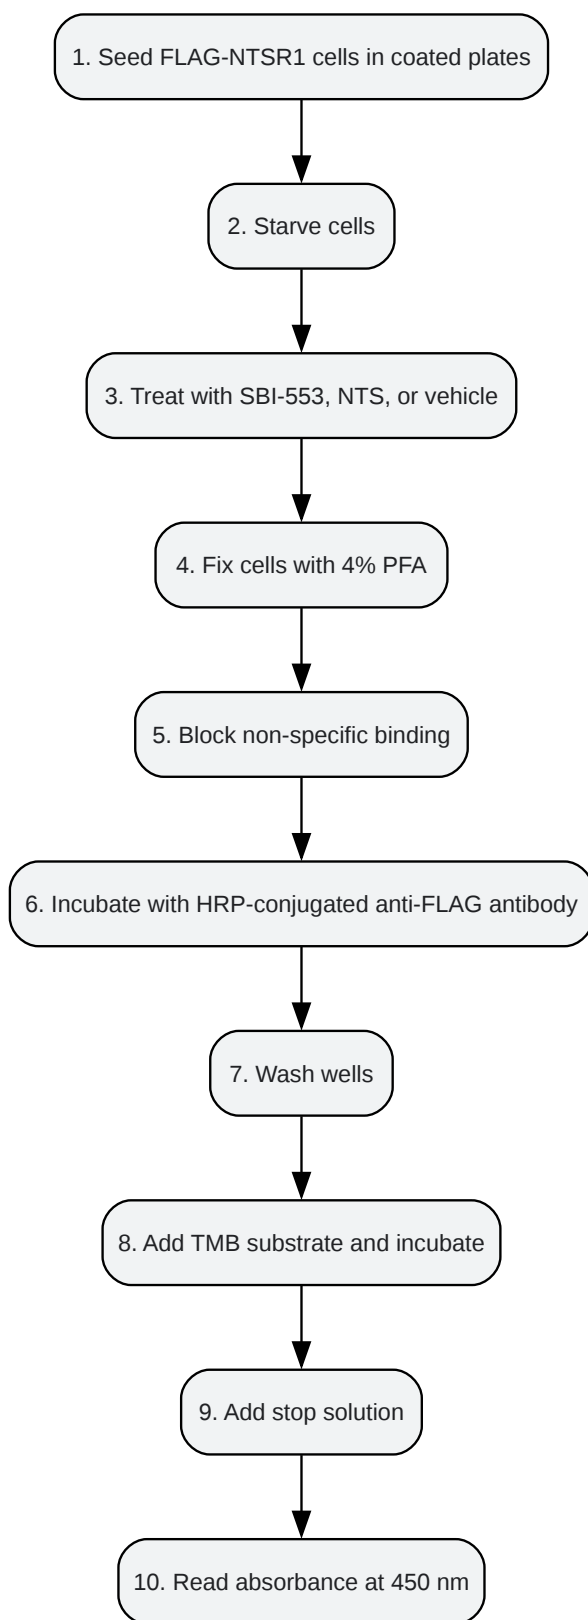 1. Seed FLAG-NTSR1 cells in coated plates
2. Starve cells
3. Treat with SBI-553, NTS, or vehicle
4. Fix cells with 4% PFA
5. Block non-specific binding
6. Incubate with HRP-conjugated anti-FLAG antibody
7. Wash wells
8. Add TMB substrate and incubate
9. Add stop solution
10. Read absorbance at 450 nm